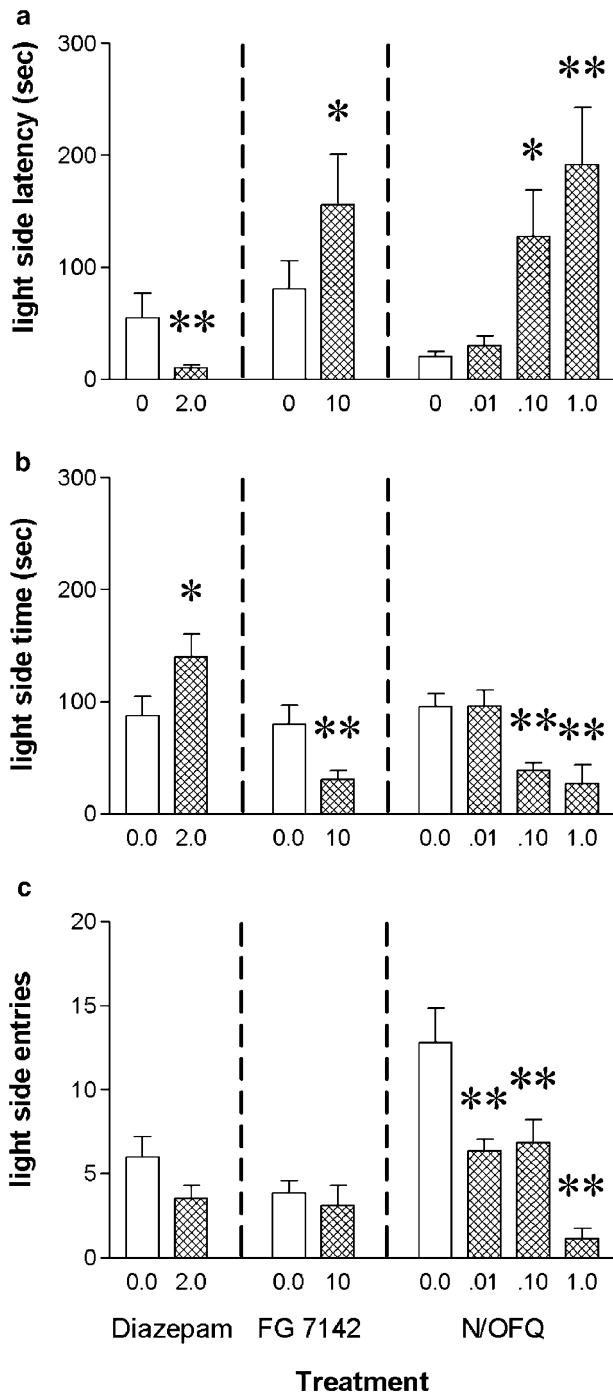 a
light side latency (sec)
300
200
100
0
** * * **
0 2.0 0 10 0 .01 .10 1.0
b
light side time (sec)
300
200
100
0
* ** ** **
0.0 2.0 0.0 10 0.0 .01 .10 1.0
c
light side entries
20
15
10
5
0
** ** **
0.0 2.0 0.0 10 0.0 .01 .10 1.0
Diazepam FG 7142 N/OFQ
Treatment